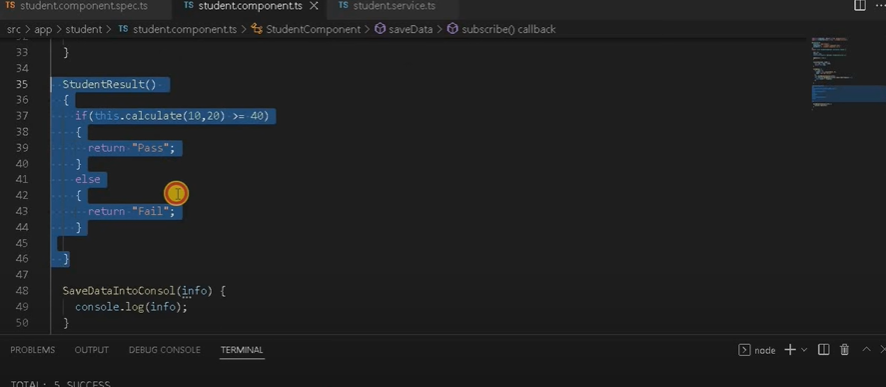 TS student.component.spec.ts TS student.component.ts TS student.service.ts
src > app > student > TS student.component.ts > StudentComponent > saveData > subscribe() callback
33 }
34
35 StudentResult()
36 {
37 if(this.calculate(10,20) >= 40)
38 {
39 return "Pass";
40 }
41 else
42 {
43 return "Fail";
44 }
45
46 }
47
48 SaveDataIntoConsol(info) {
49 console.log(info);
50 }
PROBLEMS OUTPUT DEBUG CONSOLE TERMINAL node
TOTAL: 5 SUCCESS